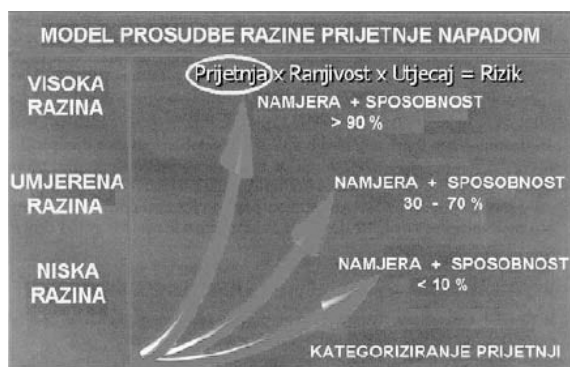 MODEL PROSUDBE RAZINE PRIJETNJE NAPADOM
Prijetnja x Ranjivost x Utjecaj = Rizik
VISOKA
RAZINA
NAMJERA + SPOSOBNOST
> 90 %
UMJERENA
RAZINA
NAMJERA + SPOSOBNOST
30 - 70 %
NISKA
RAZINA
NAMJERA + SPOSOBNOST
< 10 %
KATEGORIZIRANJE PRIJETNJI